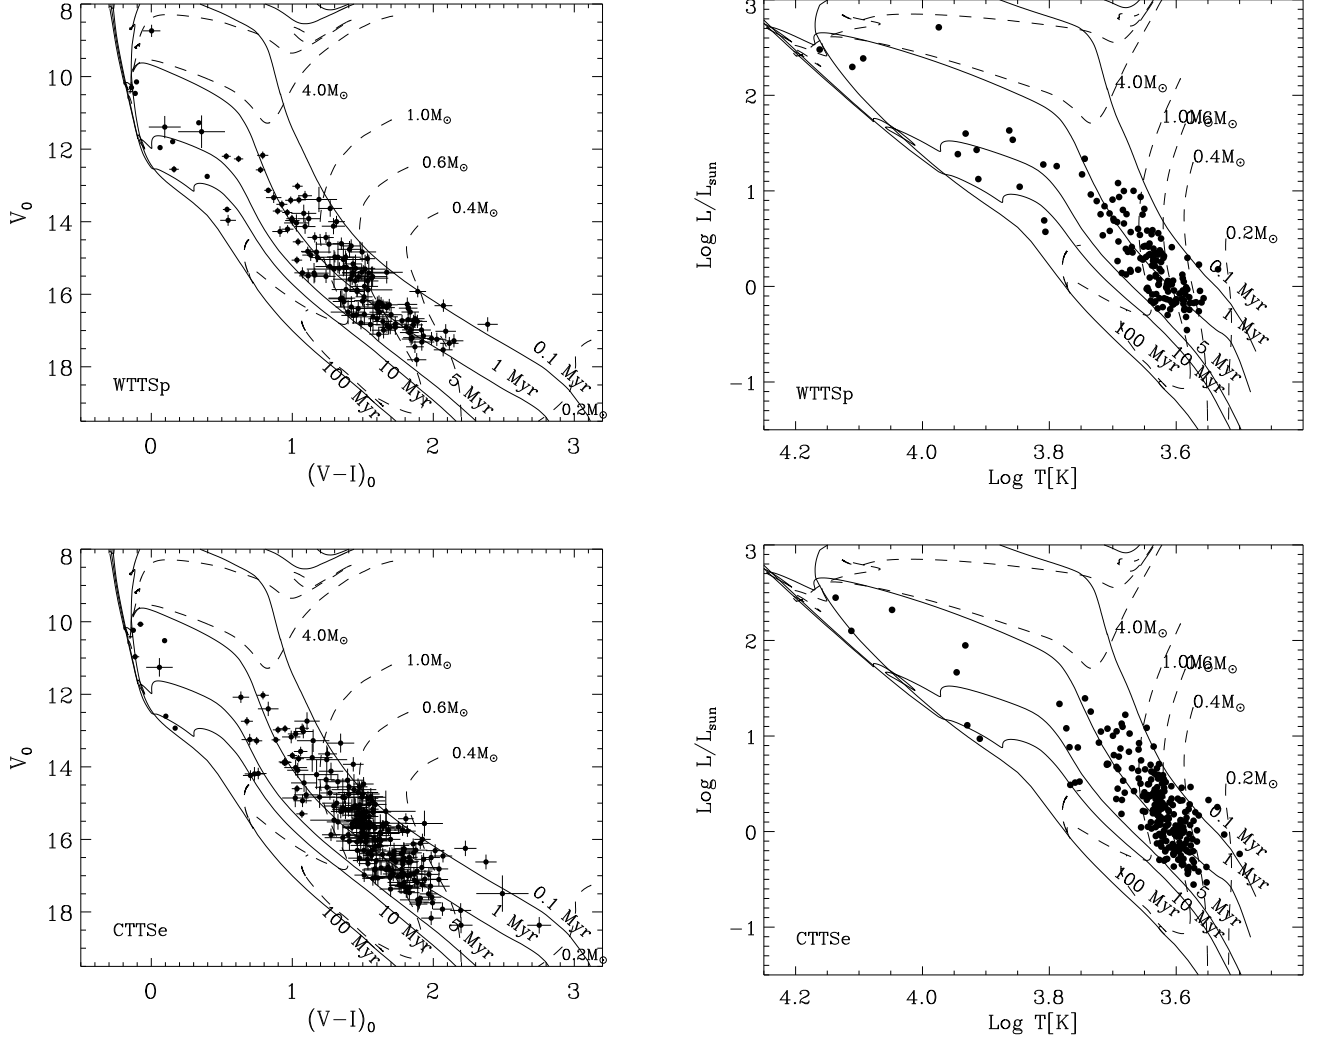 8
10
12
14
16
18
V₀
4.0M⊙
1.0M⊙
0.6M⊙
0.4M⊙
0.2M⊙
0.1 Myr
1 Myr
5 Myr
10 Myr
100 Myr
WTTSp
0 1 2 3
(V−I)₀
3
2
1
0
−1
Log L/Lsun
4.0M⊙
1.0M⊙
0.6M⊙
0.4M⊙
0.2M⊙
0.1 Myr
1 Myr
5 Myr
10 Myr
100 Myr
WTTSp
4.2 4.0 3.8 3.6
Log T[K]
8
10
12
14
16
18
V₀
4.0M⊙
1.0M⊙
0.6M⊙
0.4M⊙
0.2M⊙
0.1 Myr
1 Myr
5 Myr
10 Myr
100 Myr
CTTSe
0 1 2 3
(V−I)₀
3
2
1
0
−1
Log L/Lsun
4.0M⊙
1.0M⊙
0.6M⊙
0.4M⊙
0.2M⊙
0.1 Myr
1 Myr
5 Myr
10 Myr
100 Myr
CTTSe
4.2 4.0 3.8 3.6
Log T[K]